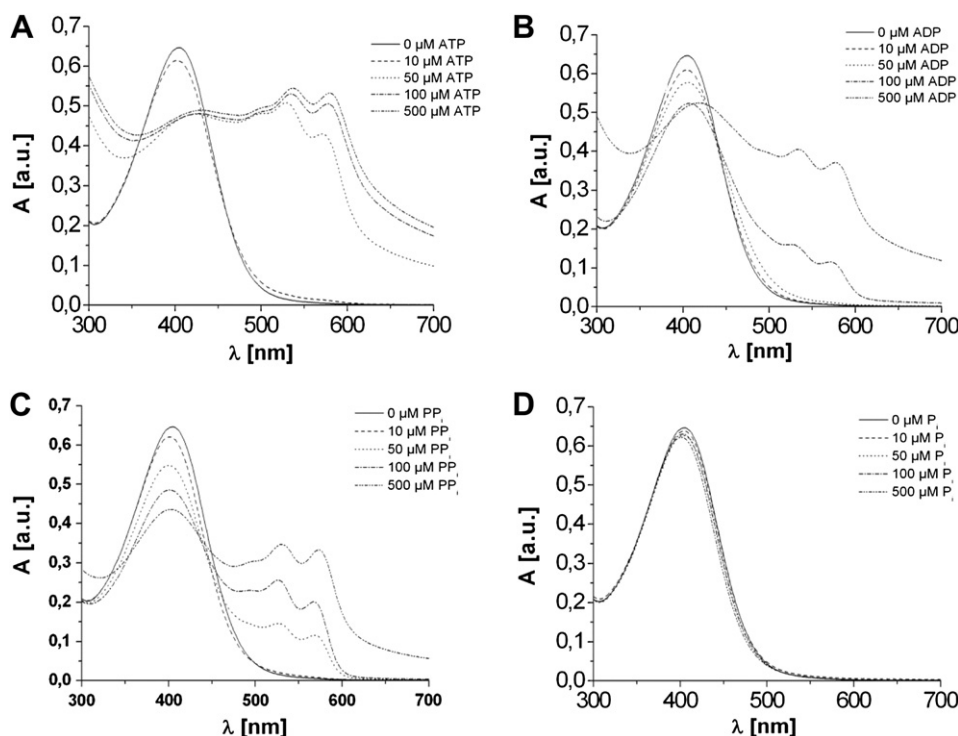 A
A [a.u.]
0,7
0,6
0,5
0,4
0,3
0,2
0,1
0,0
300 400 500 600 700
λ [nm]
0 µM ATP
10 µM ATP
50 µM ATP
100 µM ATP
500 µM ATP
B
A [a.u.]
0,7
0,6
0,5
0,4
0,3
0,2
0,1
0,0
300 400 500 600 700
λ [nm]
0 µM ADP
10 µM ADP
50 µM ADP
100 µM ADP
500 µM ADP
C
A [a.u.]
0,7
0,6
0,5
0,4
0,3
0,2
0,1
0,0
300 400 500 600 700
λ [nm]
0 µM PPi
10 µM PPi
50 µM PPi
100 µM PPi
500 µM PPi
D
A [a.u.]
0,7
0,6
0,5
0,4
0,3
0,2
0,1
0,0
300 400 500 600 700
λ [nm]
0 µM Pi
10 µM Pi
50 µM Pi
100 µM Pi
500 µM Pi